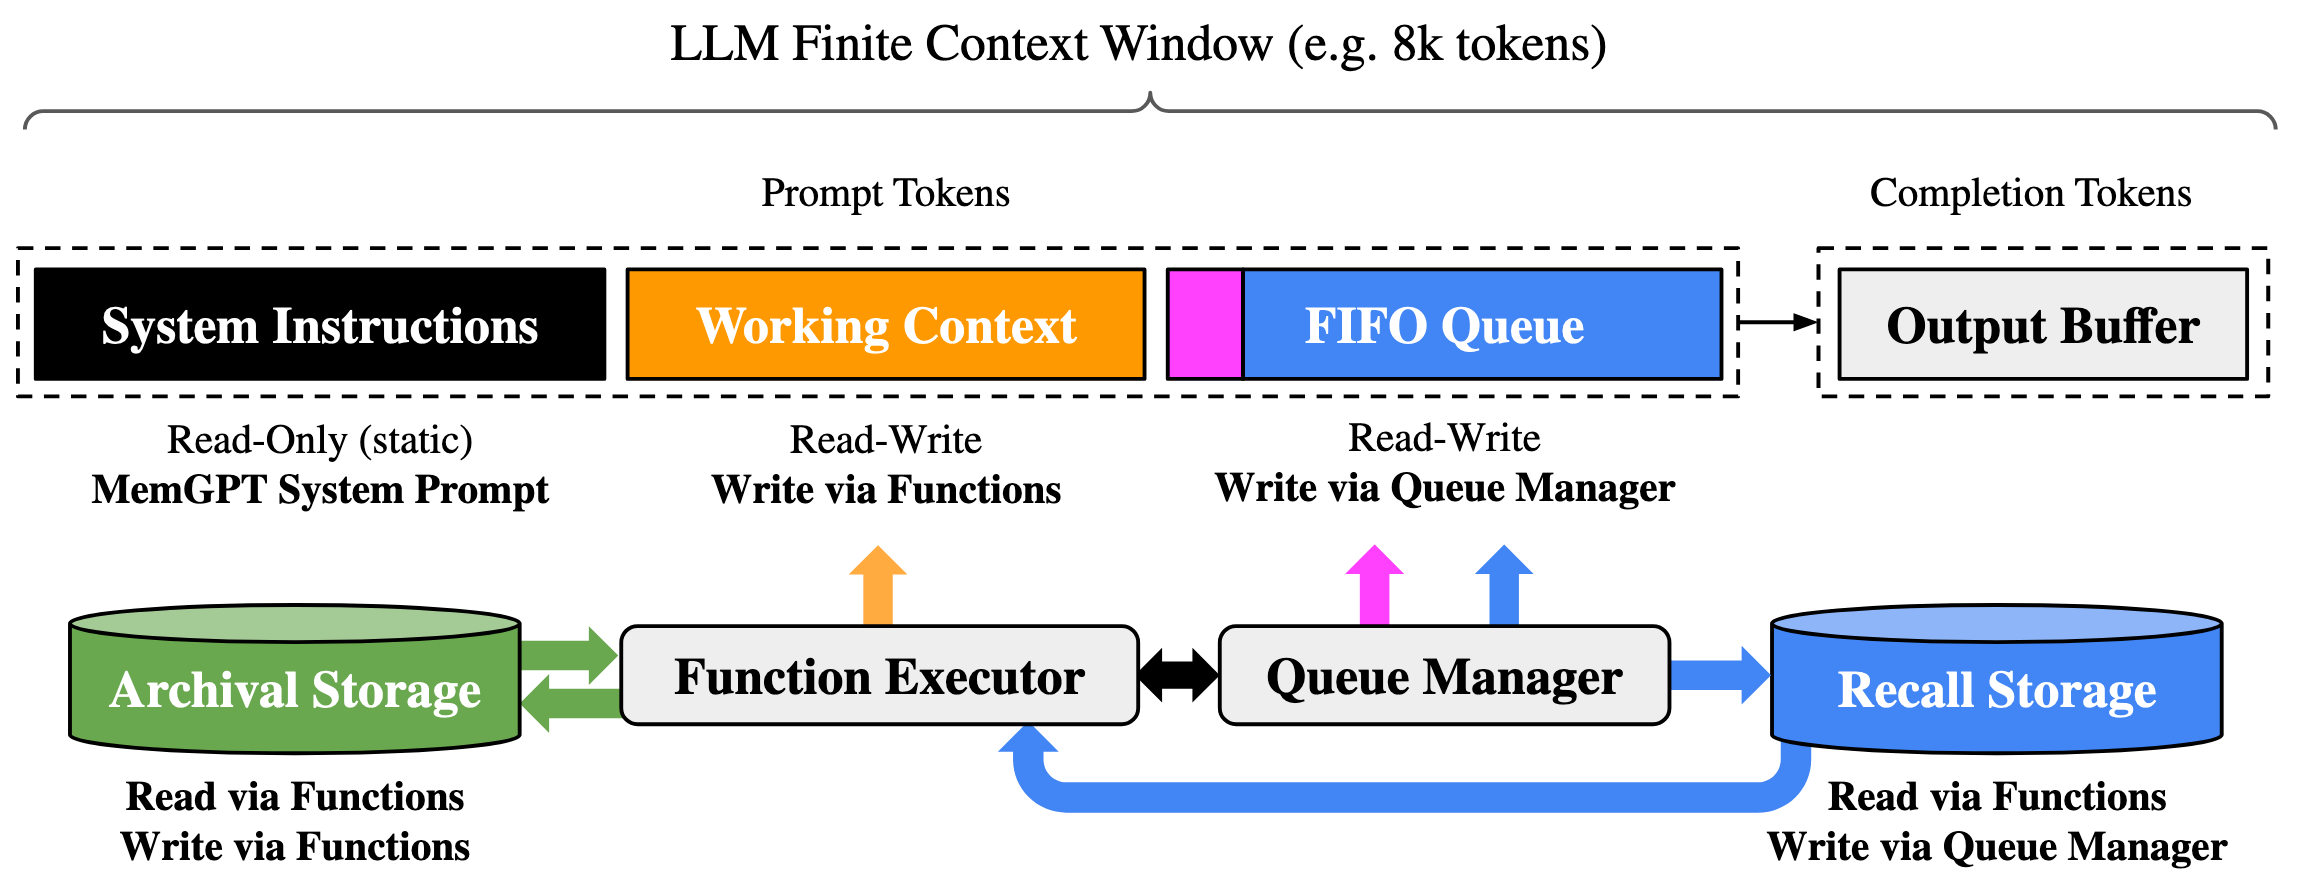 LLM Finite Context Window (e.g. 8k tokens)
Prompt Tokens
Completion Tokens
System Instructions
Working Context
FIFO Queue
Output Buffer
Read-Only (static)
MemGPT System Prompt
Read-Write
Write via Functions
Read-Write
Write via Queue Manager
Archival Storage
Function Executor
Queue Manager
Recall Storage
Read via Functions
Write via Functions
Read via Functions
Write via Queue Manager